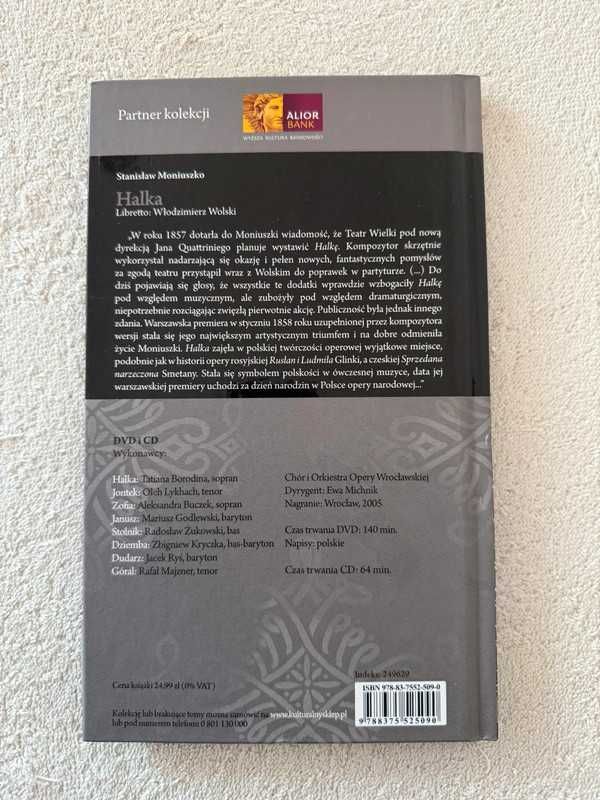 Partner kolekcji
ALIOR
BANK
WYŻSZA KULTURA BANKOWOŚCI
Stanisław Moniuszko
Halka
Libretto: Włodzimierz Wolski
„W roku 1857 dotarła do Moniuszki wiadomość, że Teatr Wielki pod nową
dyrekcją Jana Quattriniego planuje wystawić Halkę. Kompozytor skrzętnie
wykorzystał nadarzającą się okazję i pełen nowych, fantastycznych pomysłów
za zgodą teatru przystąpił wraz z Wolskim do poprawek w partyturze. (...) Do
dziś pojawiają się głosy, że wszystkie te dodatki wprawdzie wzbogaciły Halkę
pod względem muzycznym, ale zubożyły pod względem dramaturgicznym,
niepotrzebnie rozciągając zwięzłą pierwotnie akcję. Publiczność była jednak innego
zdania. Warszawska premiera w styczniu 1858 roku uzupełnionej przez kompozytora
wersji stała się jego największym artystycznym triumfem i na dobre odmieniła
życie Moniuszki. Halka zajęła w polskiej twórczości operowej wyjątkowe miejsce,
podobnie jak w historii opery rosyjskiej Rusłan i Ludmiła Glinki, a czeskiej Sprzedana
narzeczona Smetany. Stała się symbolem polskości w ówczesnej muzyce, data jej
warszawskiej premiery uchodzi za dzień narodzin w Polsce opery narodowej..."
DVD i CD
Wykonawcy:
Halka: Tatiana Borodina, sopran
Jontek: Oleh Lykhach, tenor
Zofia: Aleksandra Buczek, sopran
Janusz: Mariusz Godlewski, baryton
Stolnik: Radosław Żukowski, bas
Dziemba: Zbigniew Kryczka, bas-baryton
Dudarz: Jacek Ryś, baryton
Góral: Rafał Majzner, tenor
Chór i Orkiestra Opery Wrocławskiej
Dyrygent: Ewa Michnik
Nagranie: Wrocław, 2005
Czas trwania DVD: 140 min.
Napisy: polskie
Czas trwania CD: 64 min.
Cena książki 24,99 zł (0% VAT)
Kolekcję lub brakujące tomy można zamówić na www.kulturalnysklep.pl
lub pod numerem telefonu 0 801 130 000
Indeks: 249629
ISBN 978-83-7552-509-0
9 788375 525090